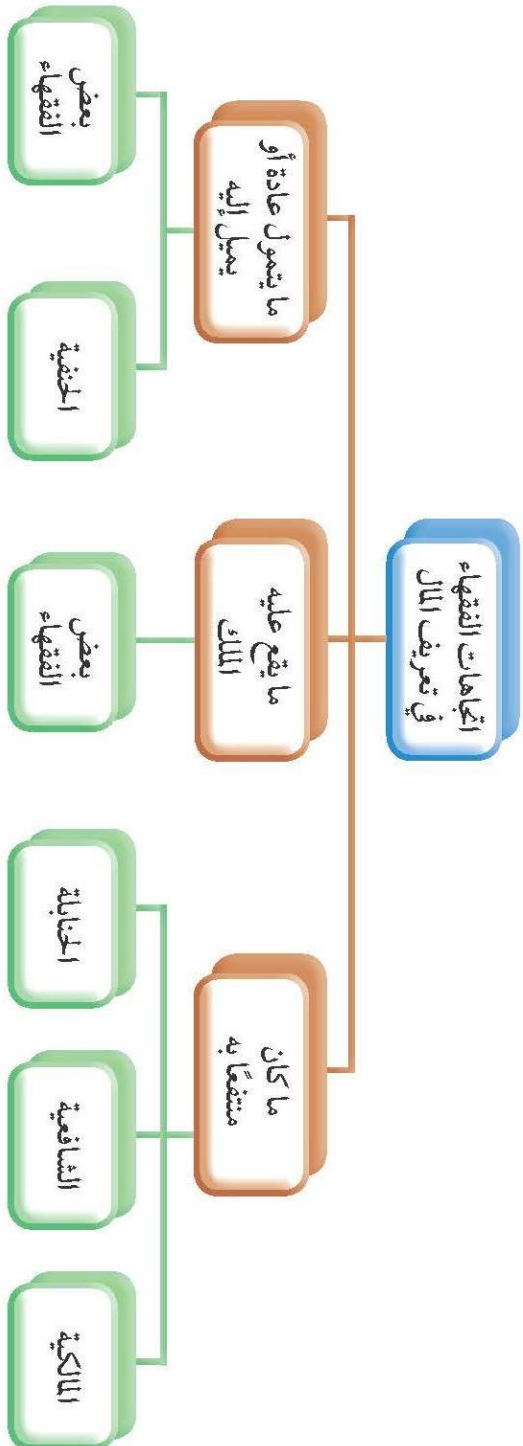 اتجاهات الفقهاء
في تعريف المال
ما كان
منتفعًا به
ما يقع عليه
الملك
ما يتمول عادة أو
يميل إليه
المالكية
الشافعية
الحنابلة
بعض
الفقهاء
الحنفية
بعض
الفقهاء